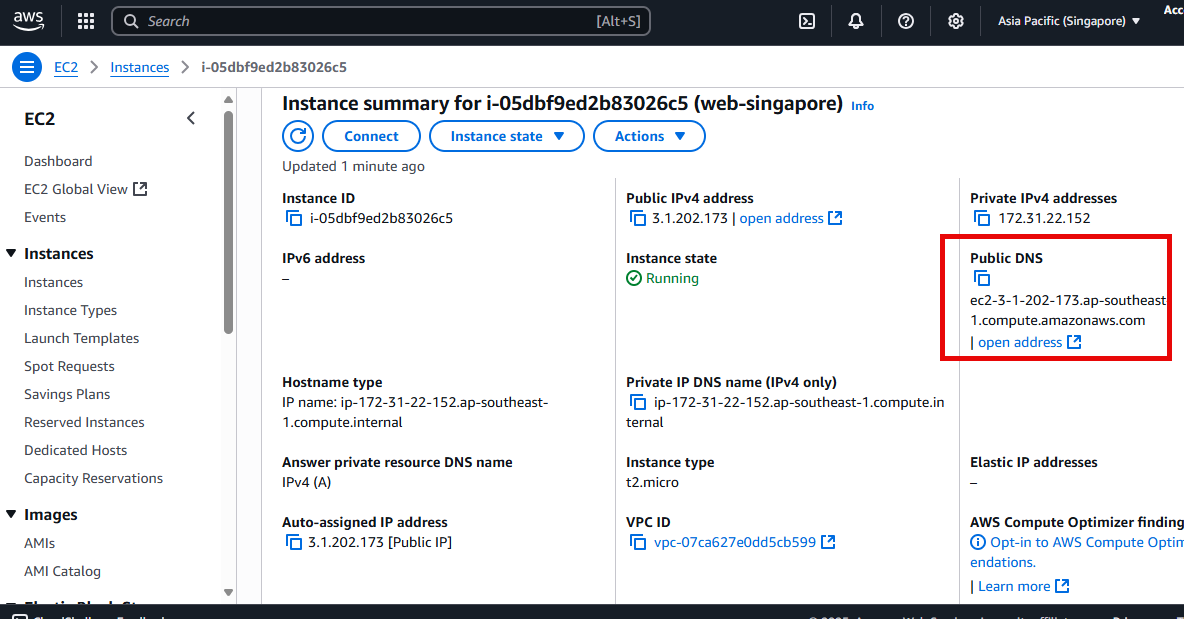 aws
Search [Alt+S]
Asia Pacific (Singapore)
Acc
EC2 Instances i-05dbf9ed2b83026c5
EC2
Dashboard
EC2 Global View
Events
Instances
Instances
Instance Types
Launch Templates
Spot Requests
Savings Plans
Reserved Instances
Dedicated Hosts
Capacity Reservations
Images
AMIs
AMI Catalog
Instance summary for i-05dbf9ed2b83026c5 (web-singapore) Info
Connect
Instance state
Actions
Updated 1 minute ago
Instance ID
i-05dbf9ed2b83026c5
Public IPv4 address
3.1.202.173 | open address
Private IPv4 addresses
172.31.22.152
IPv6 address
–
Instance state
Running
Public DNS
ec2-3-1-202-173.ap-southeast
1.compute.amazonaws.com
| open address
Hostname type
IP name: ip-172-31-22-152.ap-southeast-
1.compute.internal
Private IP DNS name (IPv4 only)
ip-172-31-22-152.ap-southeast-1.compute.in
ternal
Answer private resource DNS name
IPv4 (A)
Instance type
t2.micro
Elastic IP addresses
–
Auto-assigned IP address
3.1.202.173 [Public IP]
VPC ID
vpc-07ca627e0dd5cb599
AWS Compute Optimizer finding
Opt-in to AWS Compute Optim
endations.
| Learn more